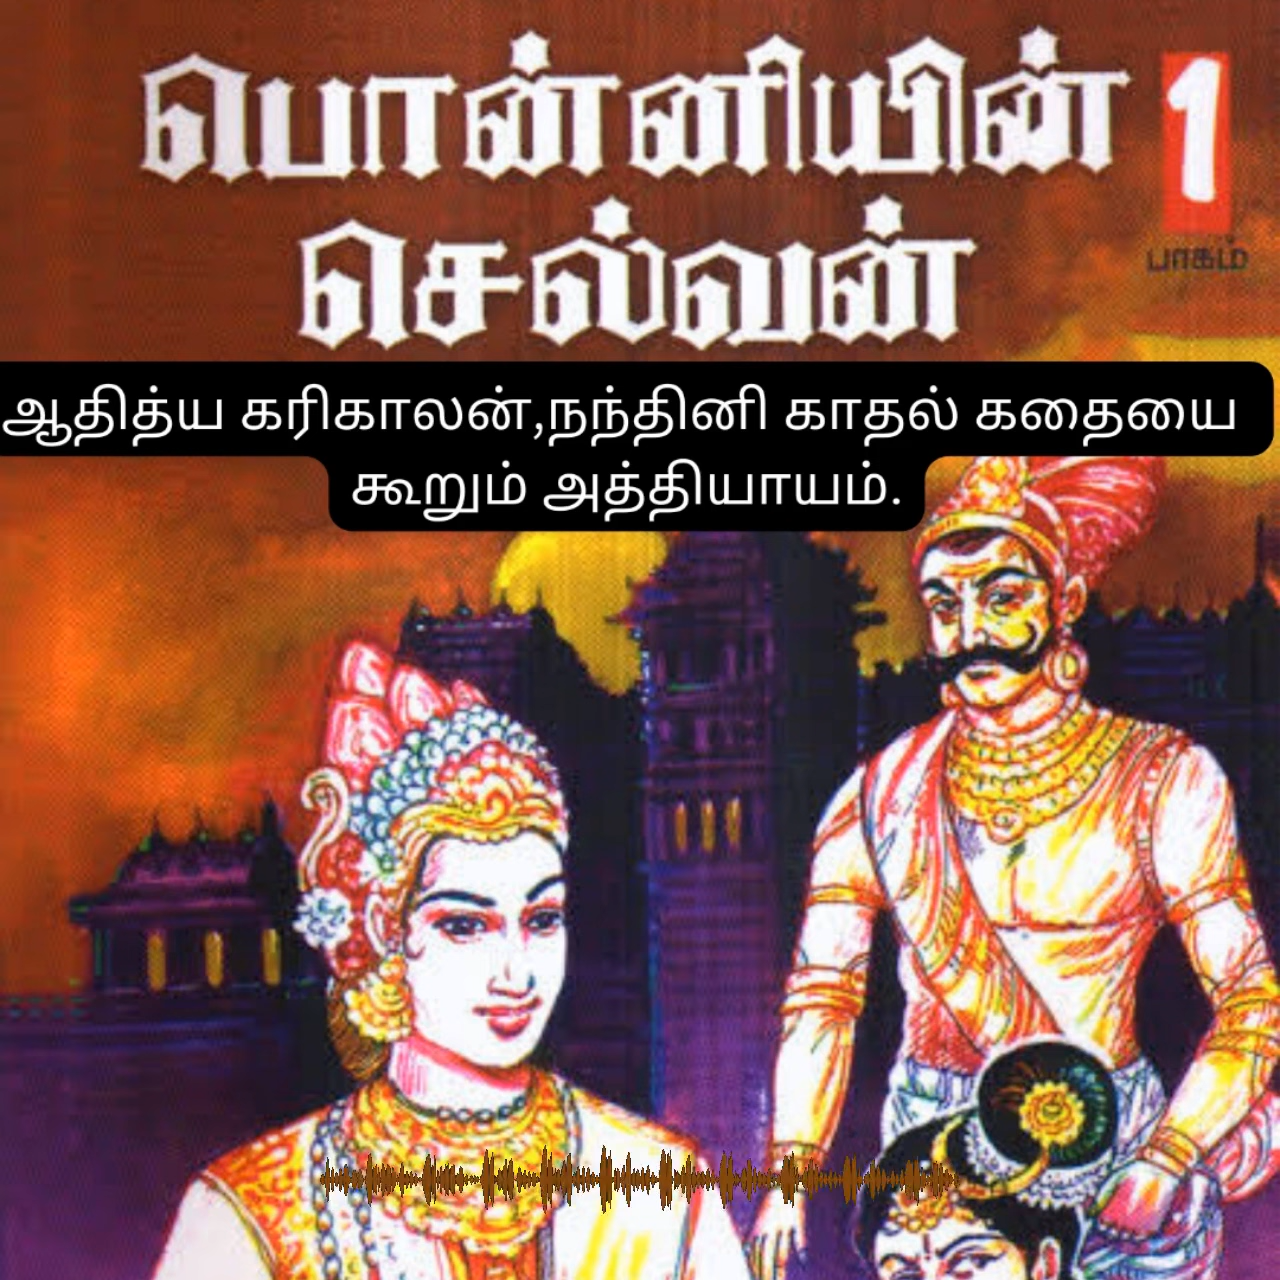 பொன்னியின் 1
செல்வன்
பாகம்
ஆதித்ய கரிகாலன்,நந்தினி காதல் கதையை
கூறும் அத்தியாயம்.